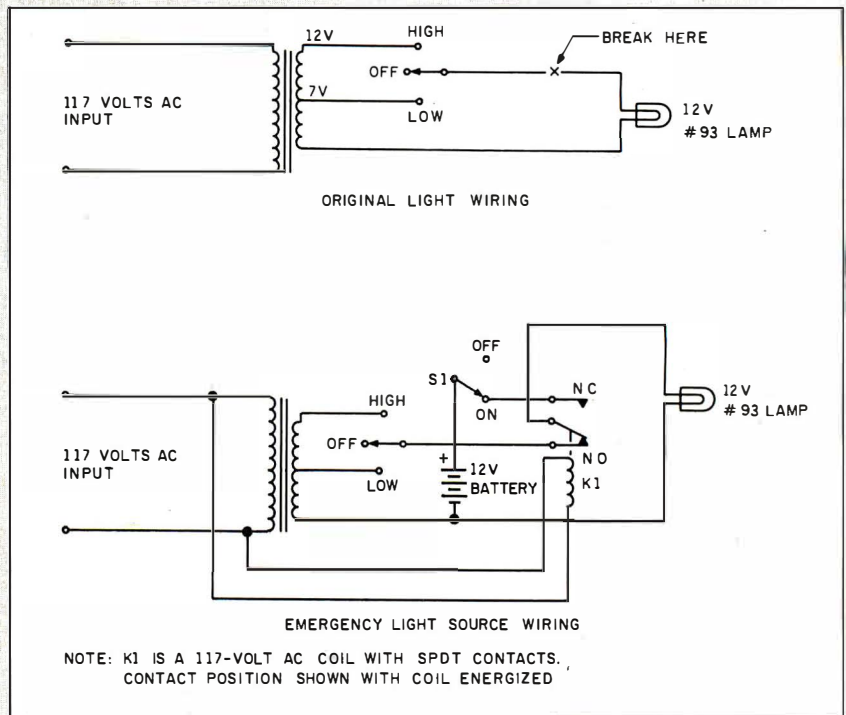 12V
HIGH
BREAK HERE
OFF
×
117 VOLTS AC
INPUT
7V
LOW
12V
#93 LAMP
ORIGINAL LIGHT WIRING
OFF
S1
ON
NC
12V
#93 LAMP
HIGH
OFF
117 VOLTS AC
INPUT
LOW
+
12V
BATTERY
NO
K1
EMERGENCY LIGHT SOURCE WIRING
NOTE: K1 IS A 117-VOLT AC COIL WITH SPDT CONTACTS.
CONTACT POSITION SHOWN WITH COIL ENERGIZED